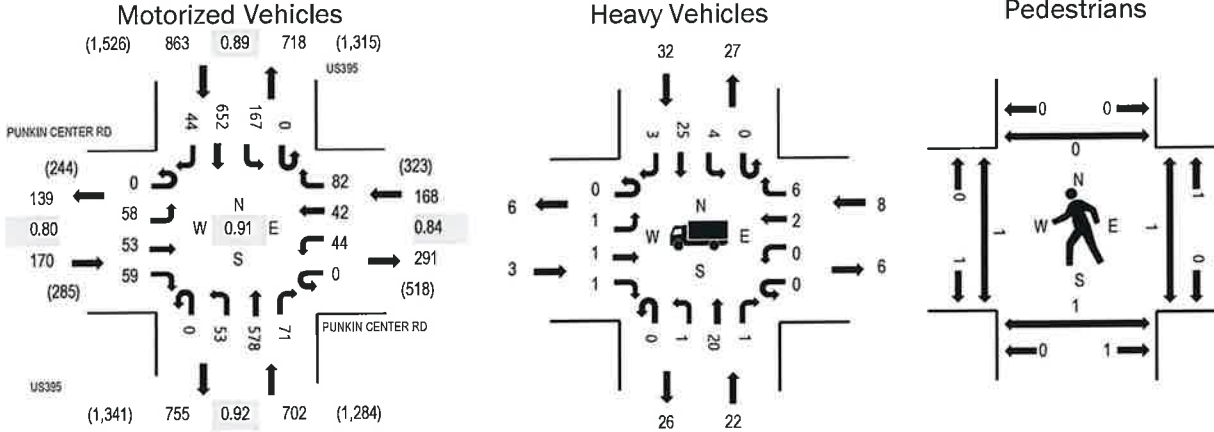 Motorized Vehicles
(1,526) 863 0.89 718 (1,315)
US395
44 652 167 0
PUNKIN CENTER RD
(244) (323)
139 0 82 168
58 N 42
0.80 W 0.91 E 0.84
53 44
170 S 291
59 0
(285) (518)
0 53 578 71
PUNKIN CENTER RD
US395
(1,341) 755 0.92 702 (1,284)
Heavy Vehicles
32 27
3 25 4 0
0 6
6 1 N 2 8
W E
3 1 0 6
1 S 0
0 1 20 1
26 22
Pedestrians
0 0
0
N
0 1
W E
1 1
1 0
S
1
0 1